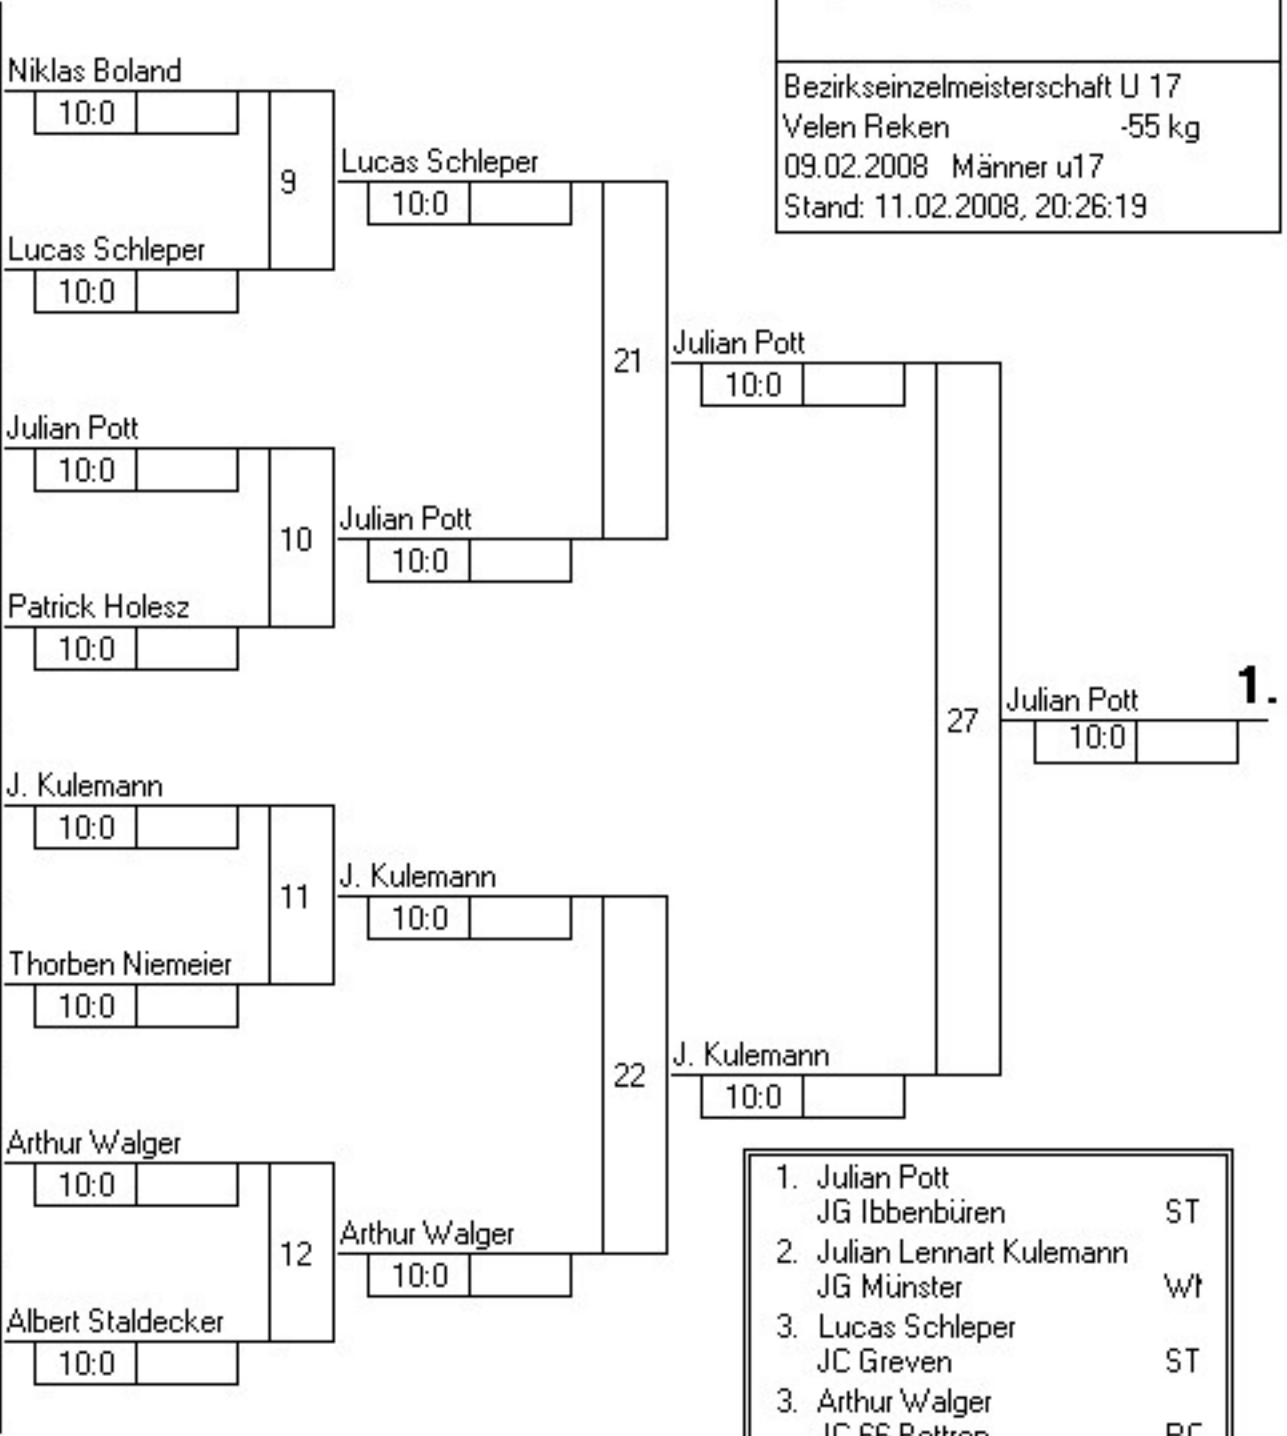 Niklas Boland
10:0
9
Lucas Schleper
10:0
Lucas Schleper
10:0
21
Julian Pott
10:0
10
Julian Pott
10:0
Patrick Holesz
10:0
Julian Pott
10:0
27
Julian Pott
1.
10:0
J. Kulemann
10:0
11
J. Kulemann
10:0
Thorben Niemeier
10:0
22
J. Kulemann
10:0
Arthur Walger
10:0
12
Arthur Walger
10:0
Albert Staldecker
10:0
Bezirkseinzelmeisterschaft U 17
Velen Reken -55 kg
09.02.2008 Männer u17
Stand: 11.02.2008, 20:26:19
1. Julian Pott
JG Ibbenbüren ST
2. Julian Lennart Kulemann
JG Münster
3. Lucas Schleper
JC Greven ST
3. Arthur Walger
JC 66 Bottrop